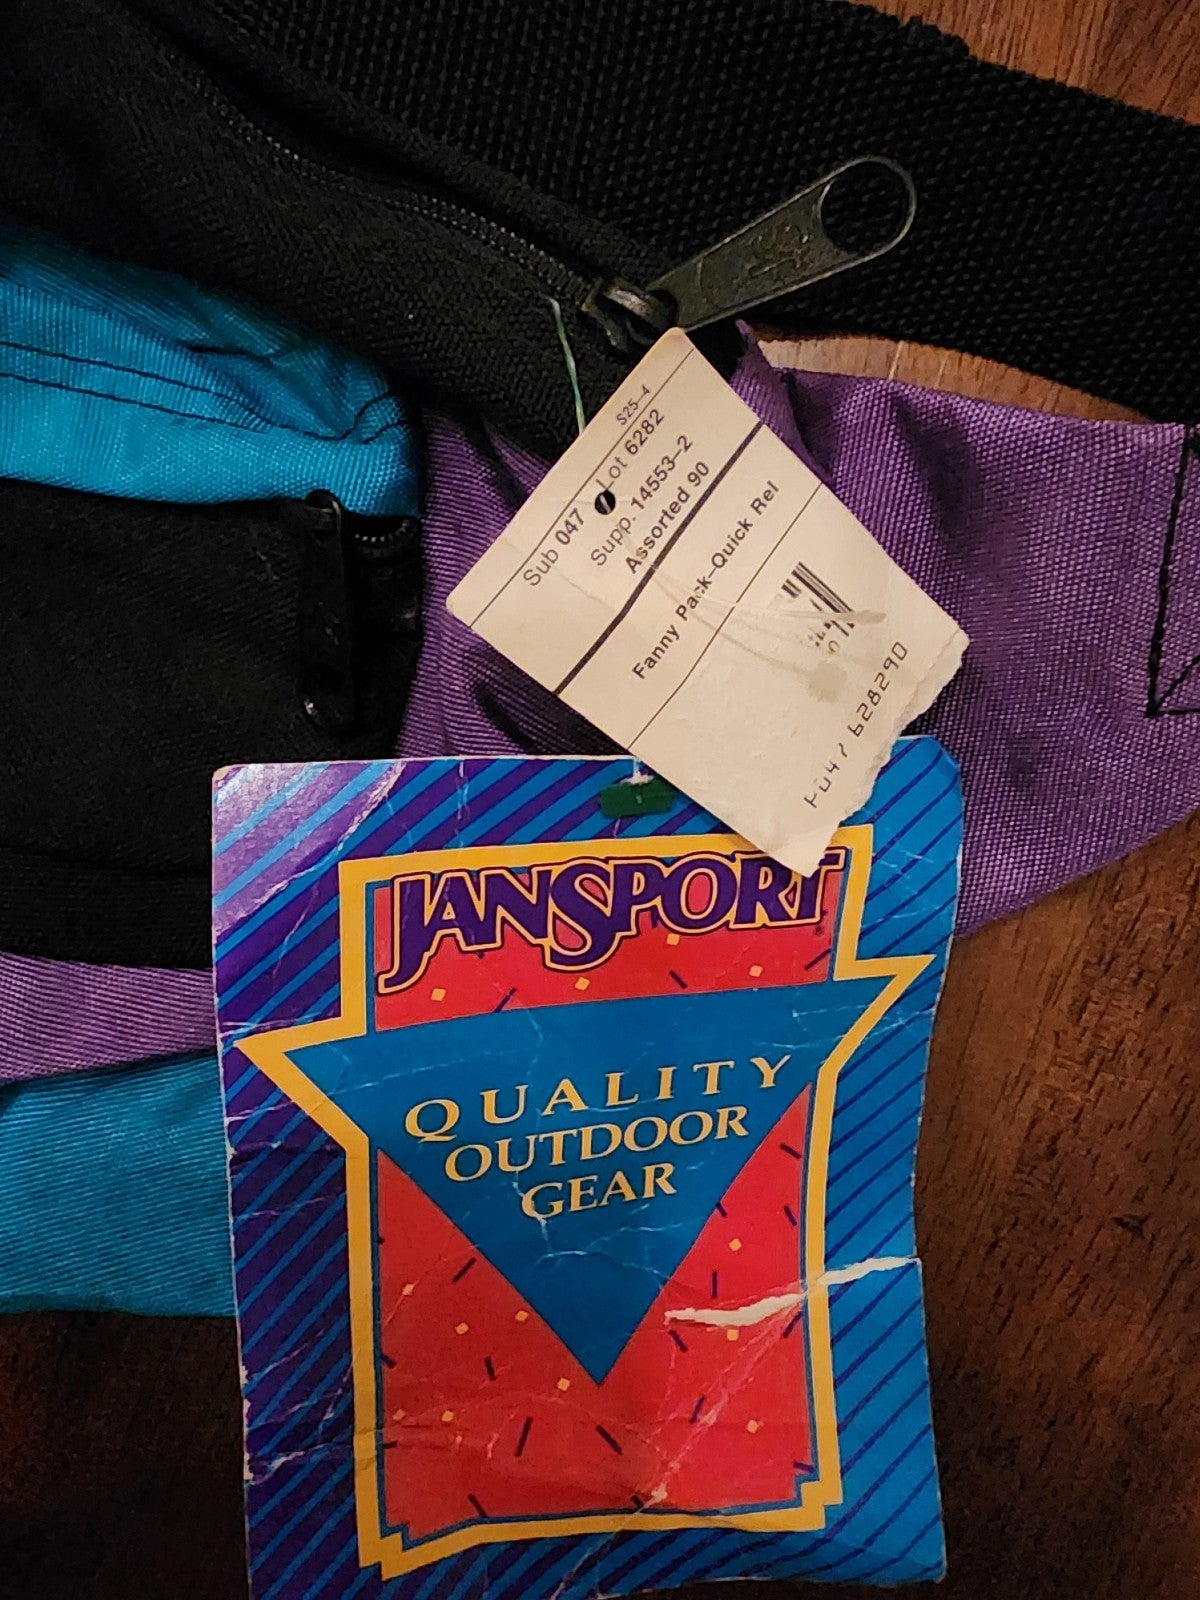 S25-4
Sub 047 Lot 6282
Supp. 14553-2
Assorted 90
Fanny Pack-Quick Rel
628290
JANSPORT®
QUALITY
OUTDOOR
GEAR